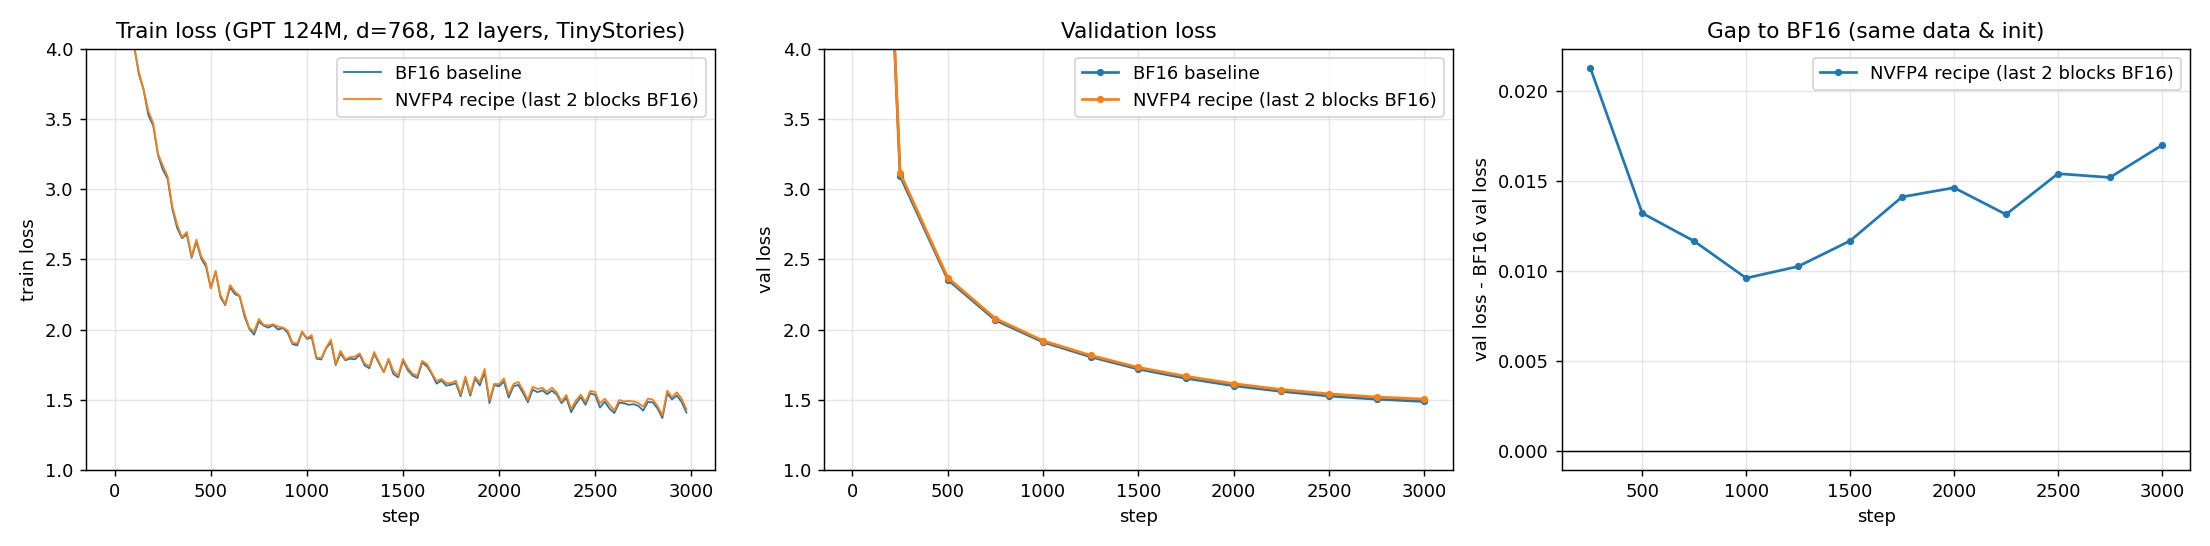 Train loss (GPT 124M, d=768, 12 layers, TinyStories)
4.0
3.5
3.0
2.5
2.0
1.5
1.0
train loss
BF16 baseline
NVFP4 recipe (last 2 blocks BF16)
0
500
1000
1500
2000
2500
3000
step
Validation loss
4.0
3.5
3.0
2.5
2.0
1.5
1.0
val loss
BF16 baseline
NVFP4 recipe (last 2 blocks BF16)
0
500
1000
1500
2000
2500
3000
step
Gap to BF16 (same data & init)
0.020
0.015
0.010
0.005
0.000
val loss - BF16 val loss
NVFP4 recipe (last 2 blocks BF16)
500
1000
1500
2000
2500
3000
step